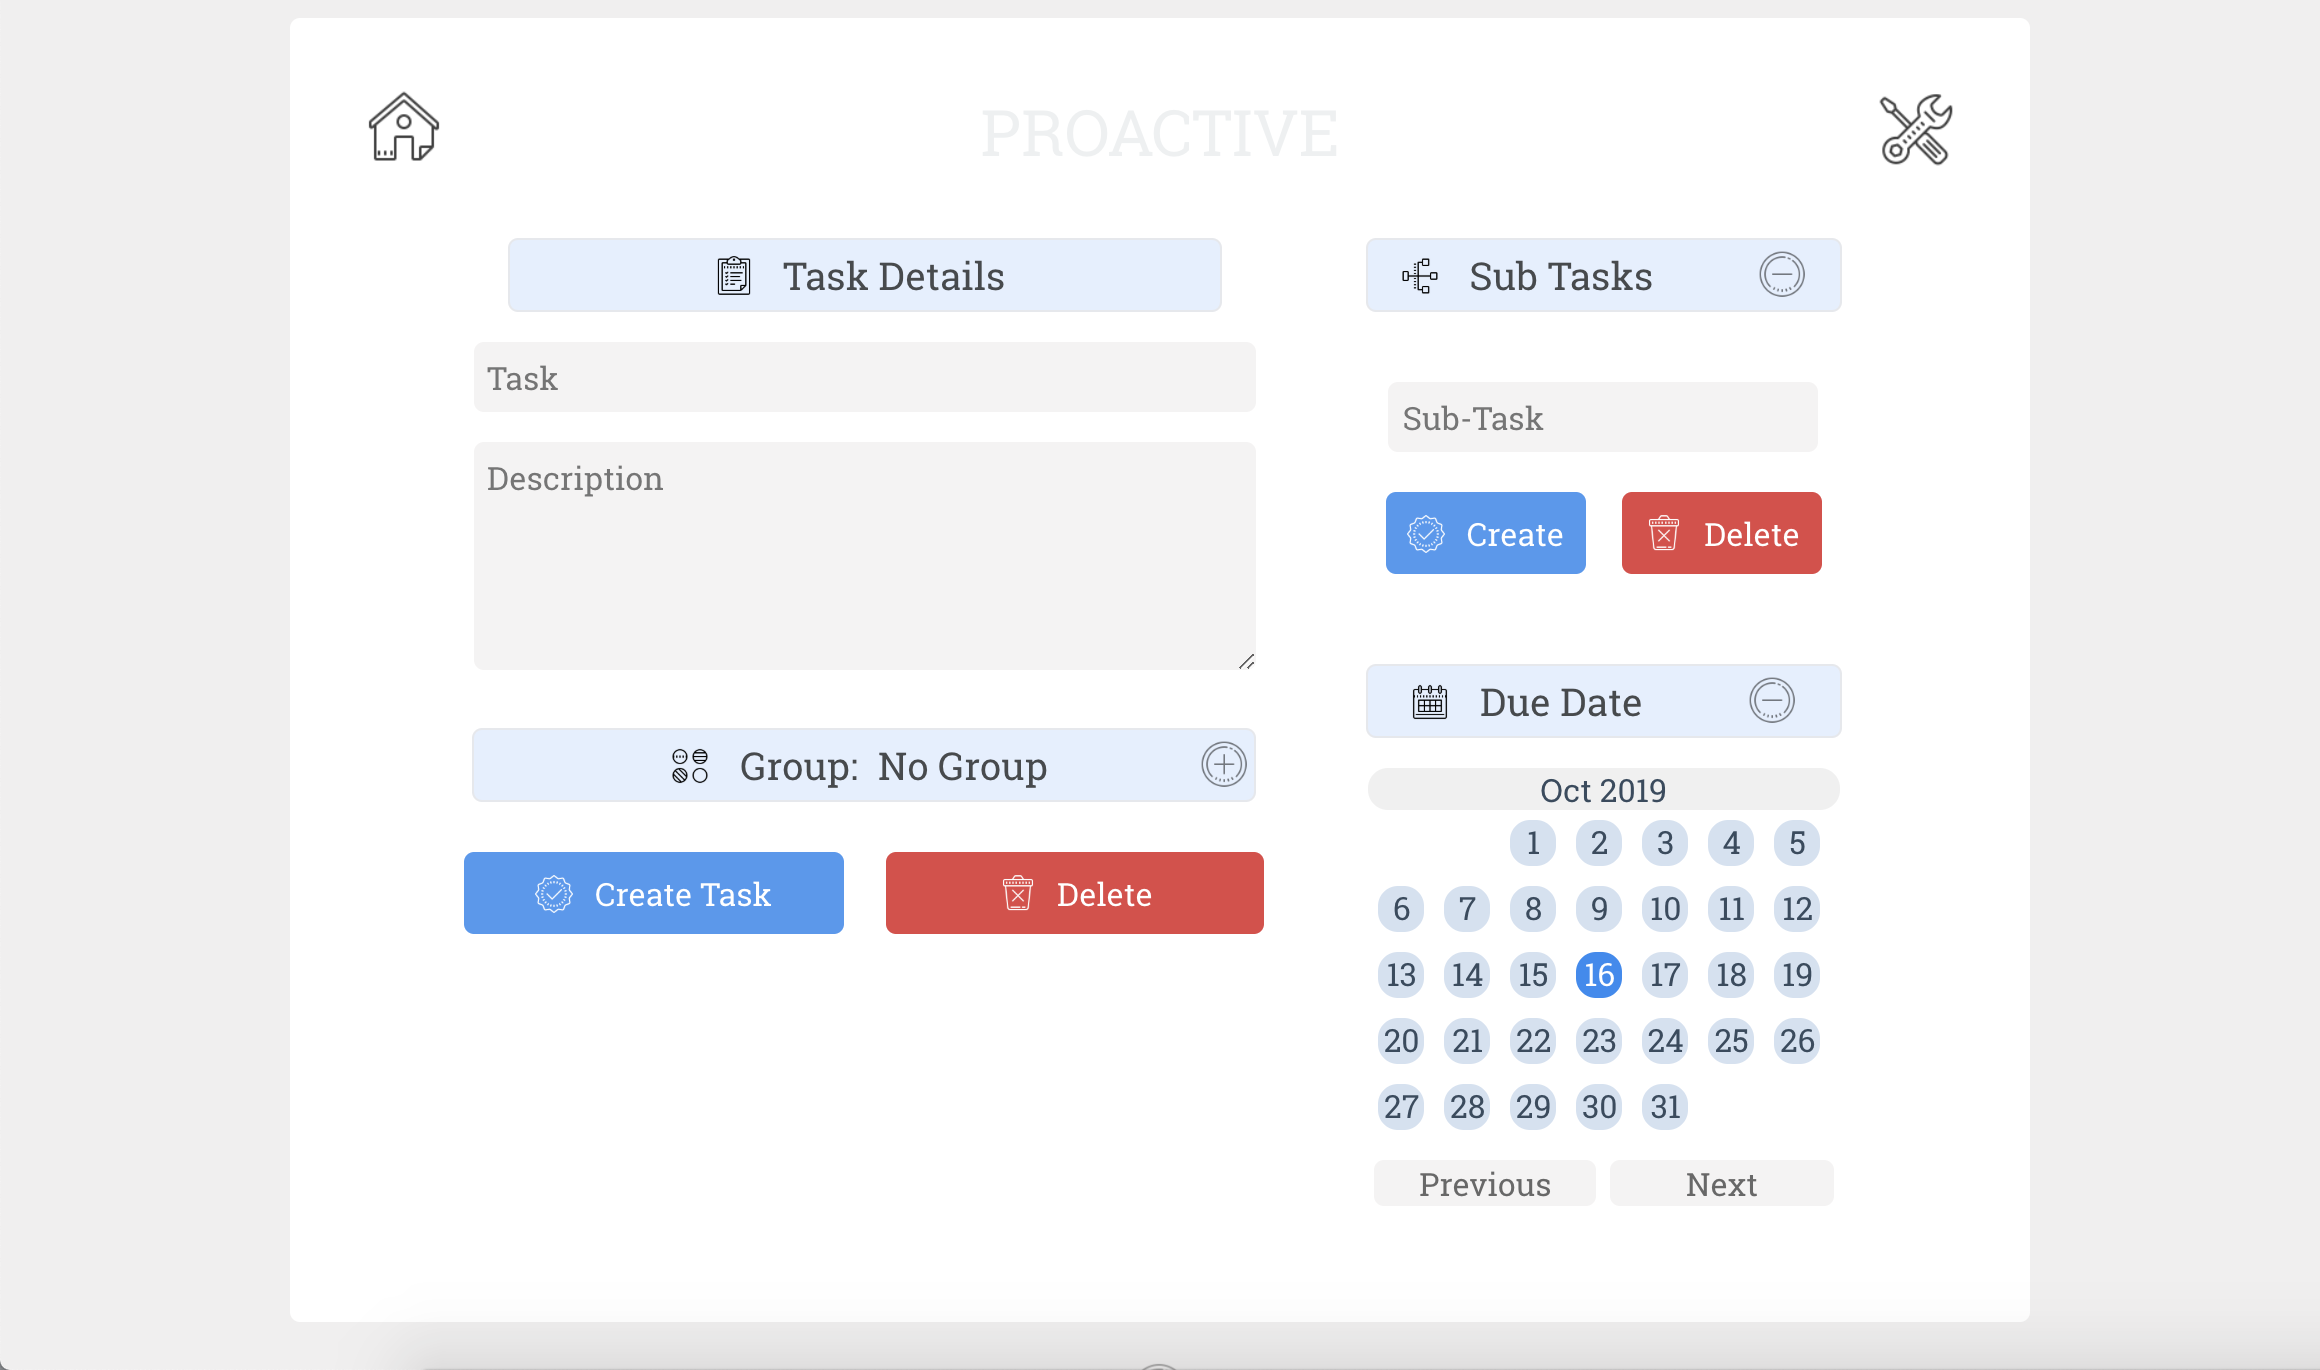 PROACTIVE
Task Details
Task
Description
Group: No Group
Create Task
Delete
Sub Tasks
Sub-Task
Create
Delete
Due Date
Oct 2019
1 2 3 4 5
6 7 8 9 10 11 12
13 14 15 16 17 18 19
20 21 22 23 24 25 26
27 28 29 30 31
Previous
Next